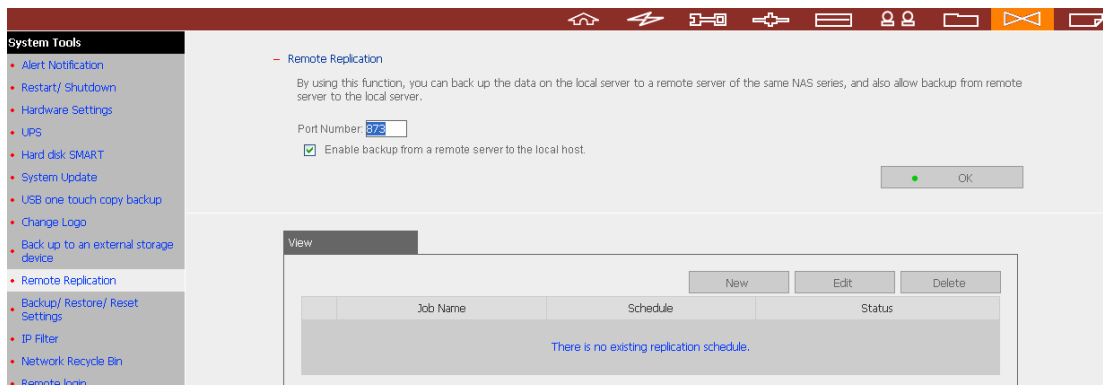 System Tools
Alert Notification
Restart/ Shutdown
Hardware Settings
UPS
Hard disk SMART
System Update
USB one touch copy backup
Change Logo
Back up to an external storage
device
Remote Replication
Backup/ Restore/ Reset
Settings
IP Filter
Network Recycle Bin
Remote login
– Remote Replication
By using this function, you can back up the data on the local server to a remote server of the same NAS series, and also allow backup from remote
server to the local server.
Port Number: 873
Enable backup from a remote server to the local host.
OK
View
New Edit Delete
Job Name Schedule Status
There is no existing replication schedule.